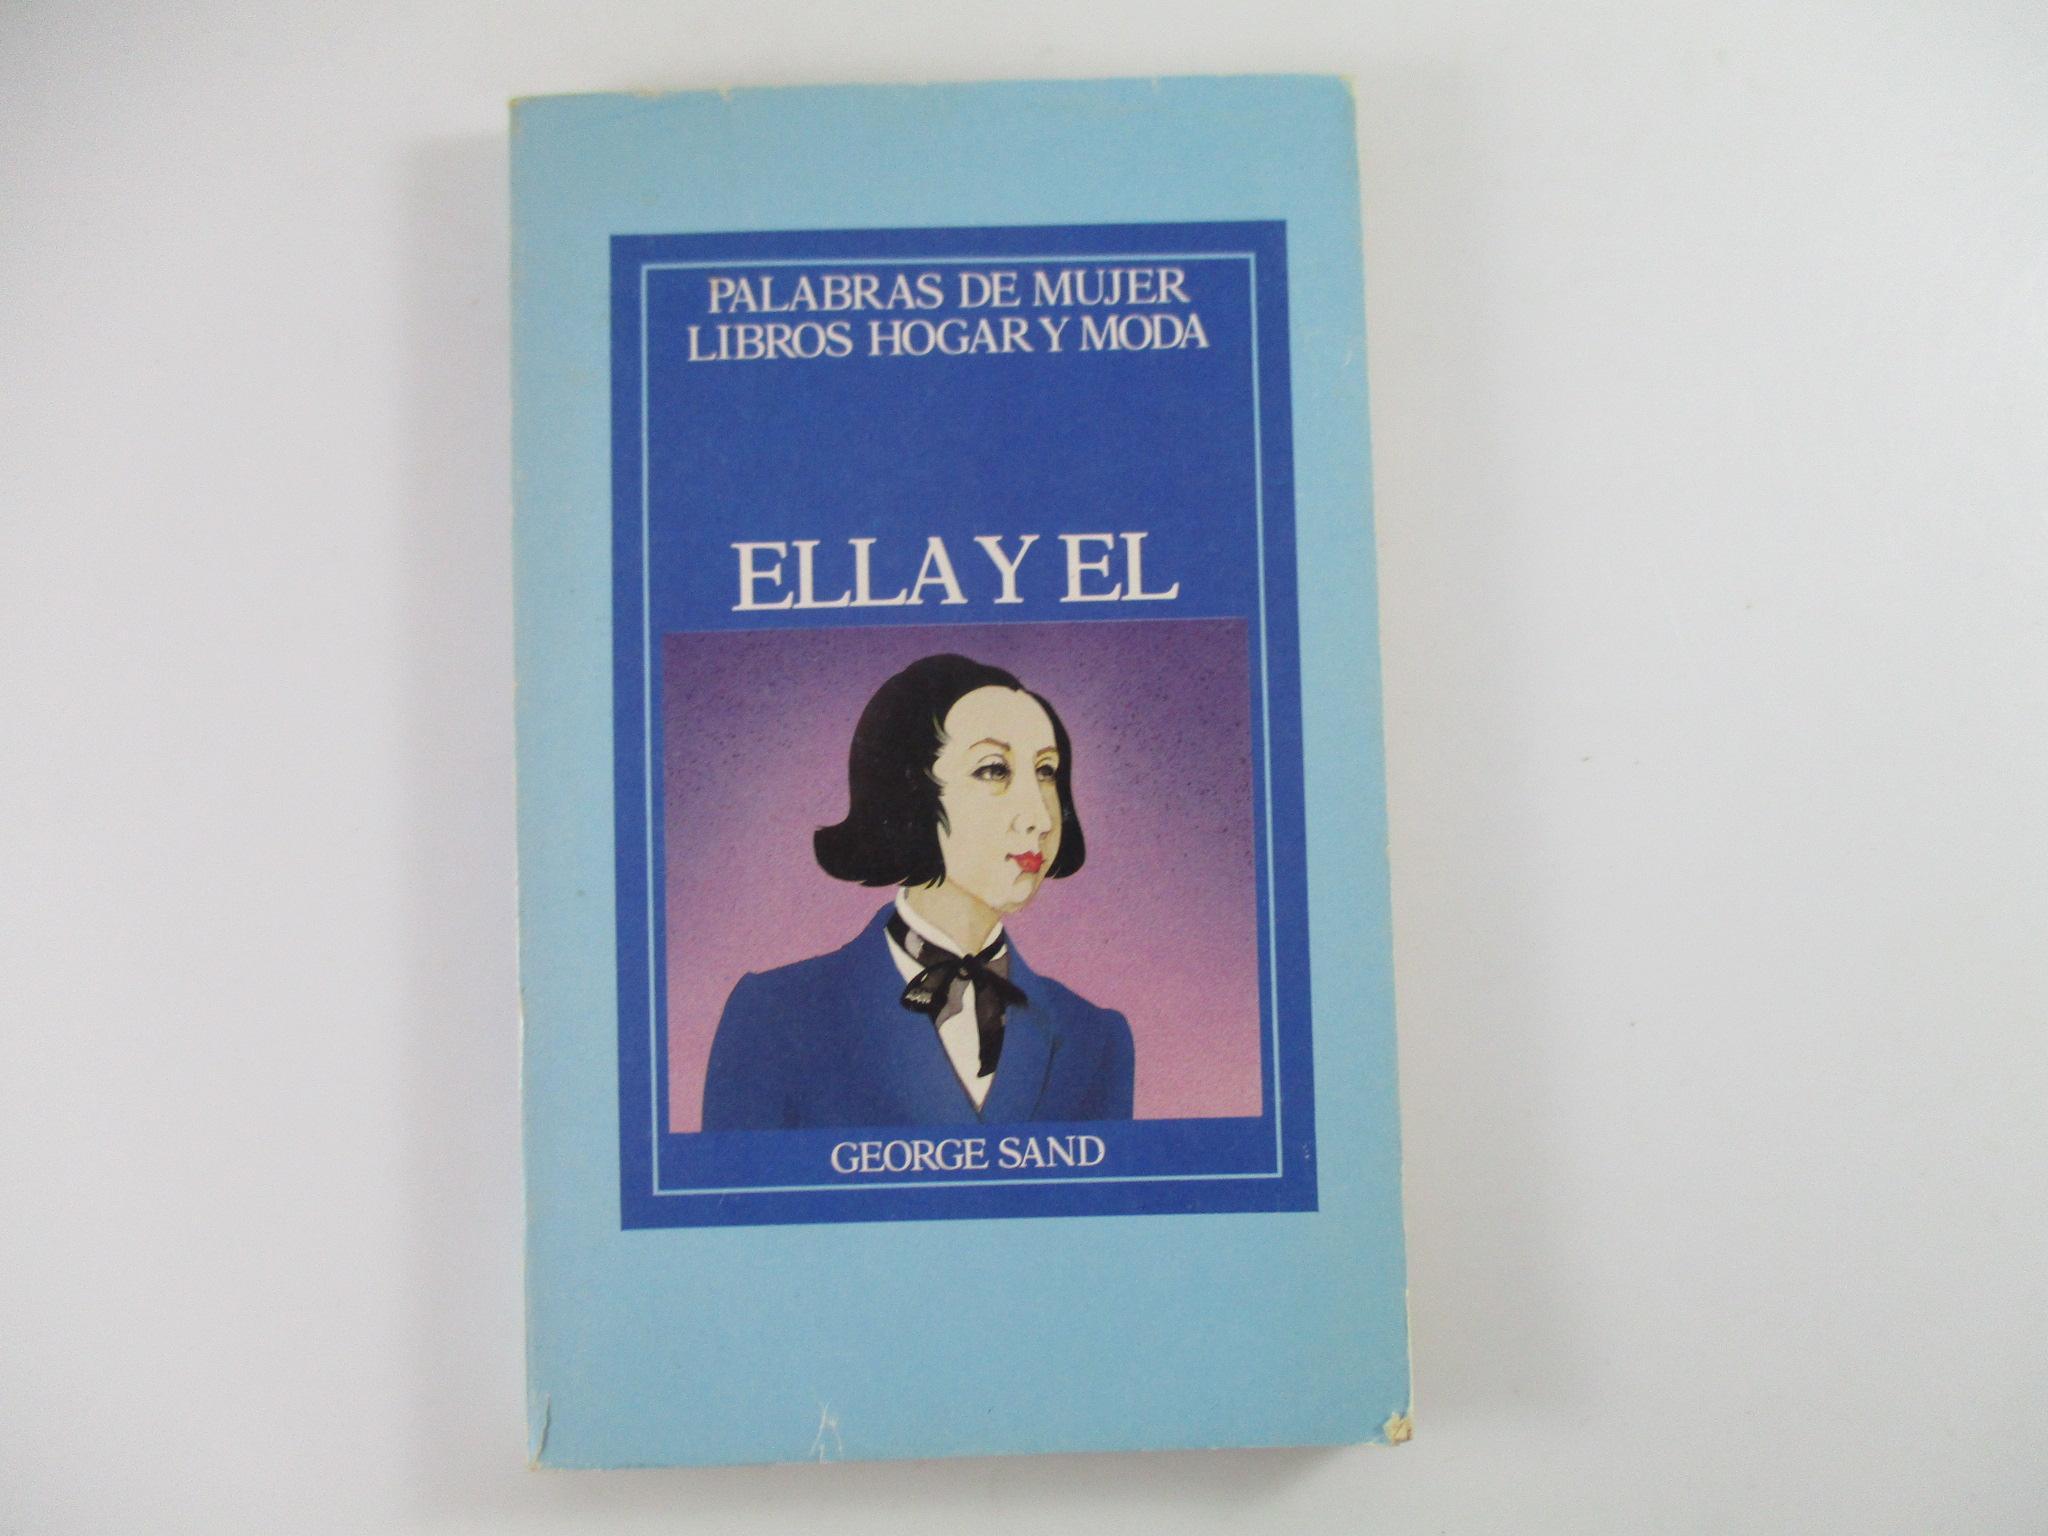 PALABRAS DE MUJER
LIBROS HOGAR Y MODA
ELLA Y EL
GEORGE SAND